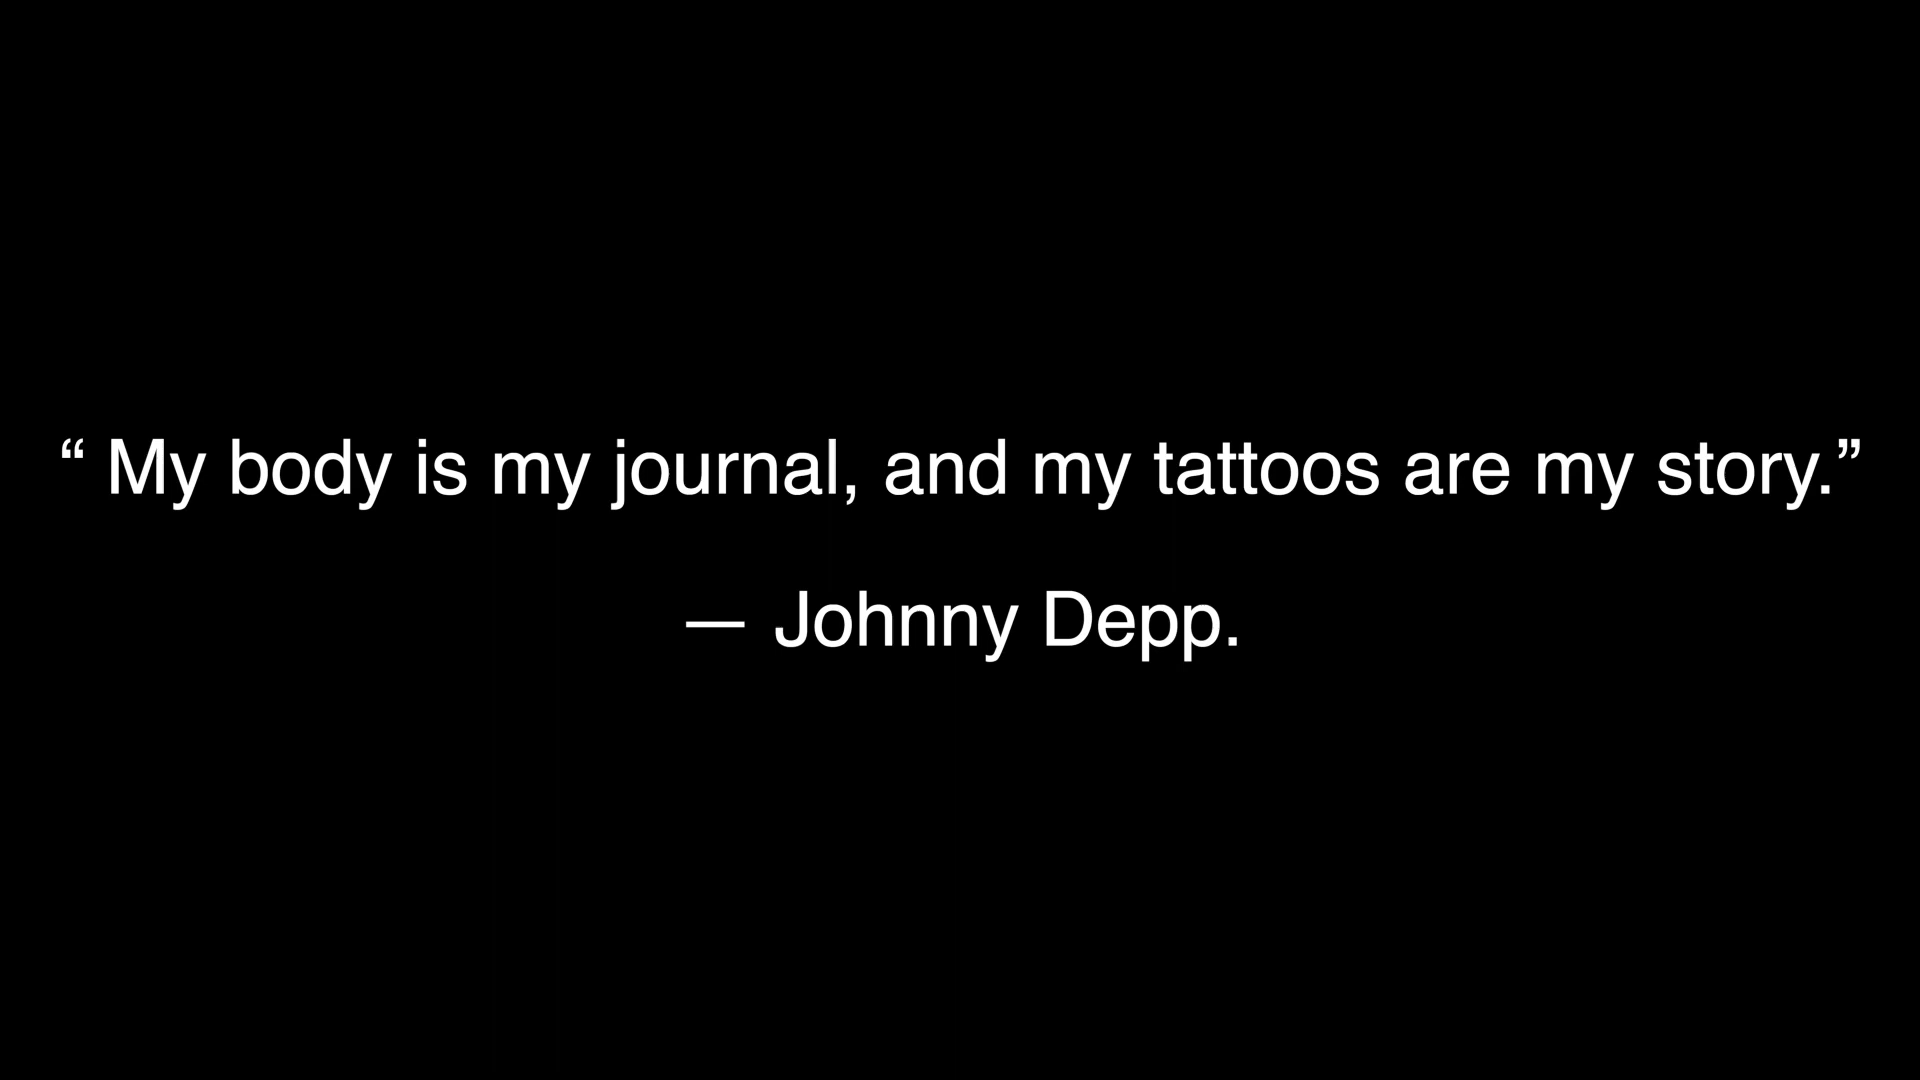 “ My body is my journal, and my tattoos are my story.”
— Johnny Depp.